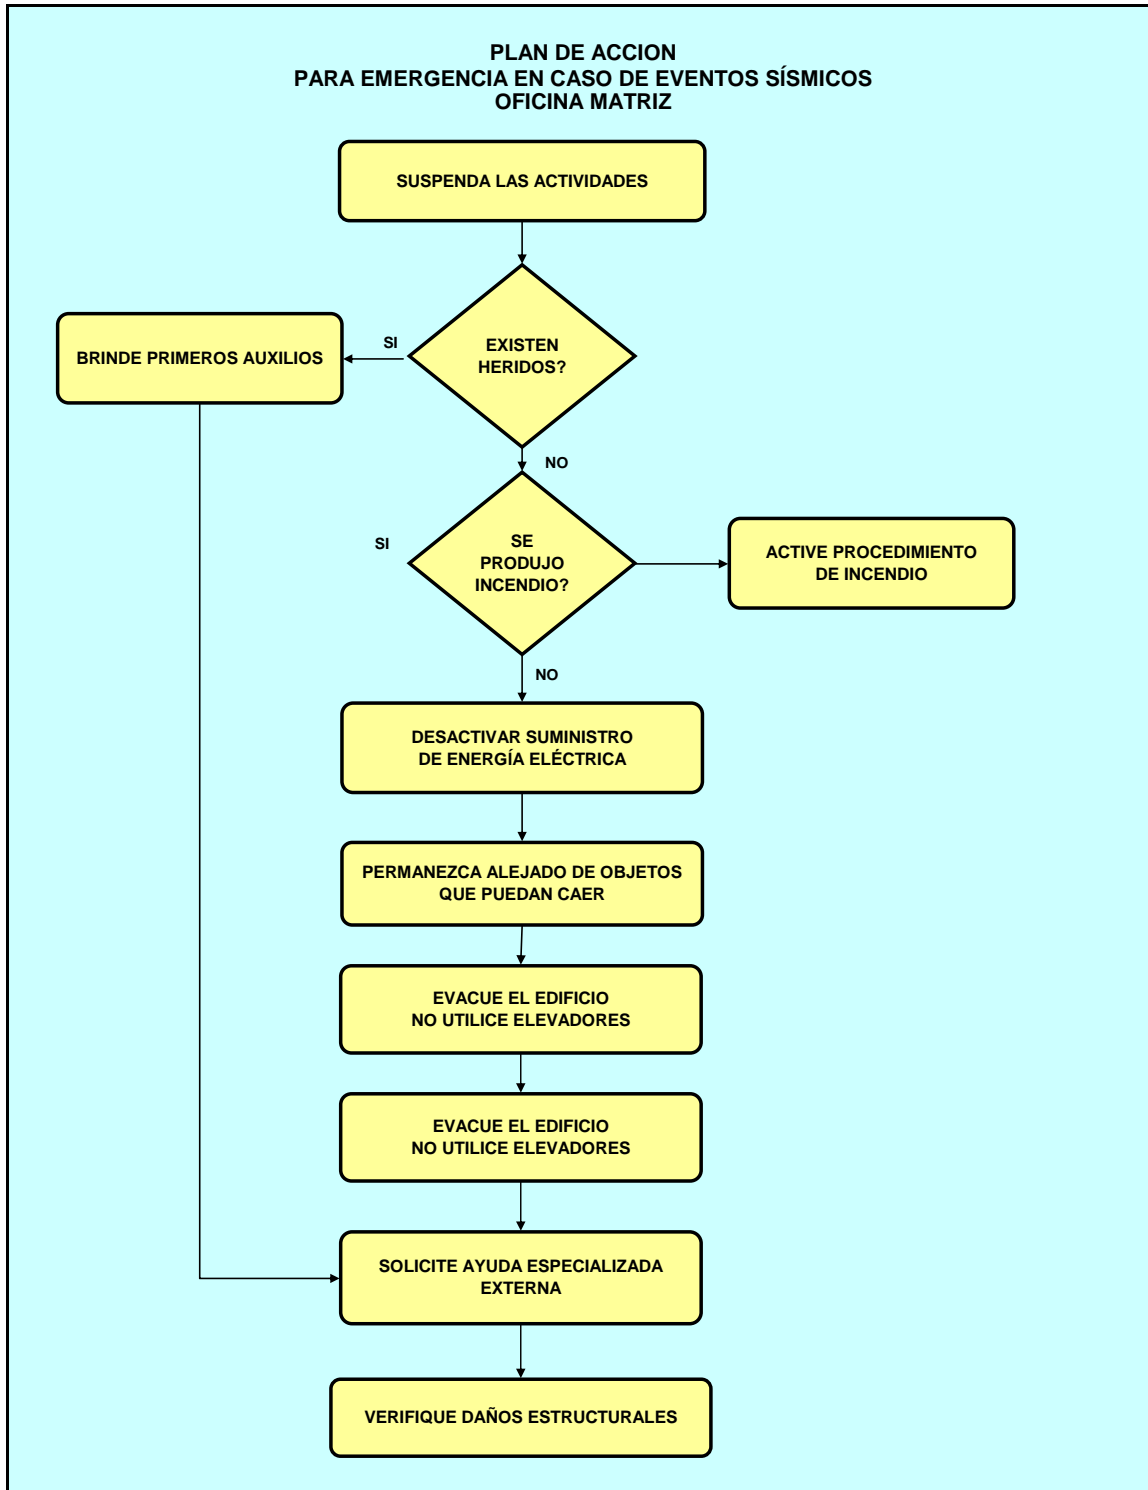 PLAN DE ACCION
PARA EMERGENCIA EN CASO DE EVENTOS SÍSMICOS
OFICINA MATRIZ
SUSPENDA LAS ACTIVIDADES
EXISTEN
HERIDOS?
SI
BRINDE PRIMEROS AUXILIOS
NO
SE
PRODUJO
INCENDIO?
SI
ACTIVE PROCEDIMIENTO
DE INCENDIO
NO
DESACTIVAR SUMINISTRO
DE ENERGÍA ELÉCTRICA
PERMANEZCA ALEJADO DE OBJETOS
QUE PUEDAN CAER
EVACUE EL EDIFICIO
NO UTILICE ELEVADORES
EVACUE EL EDIFICIO
NO UTILICE ELEVADORES
SOLICITE AYUDA ESPECIALIZADA
EXTERNA
VERIFIQUE DAÑOS ESTRUCTURALES